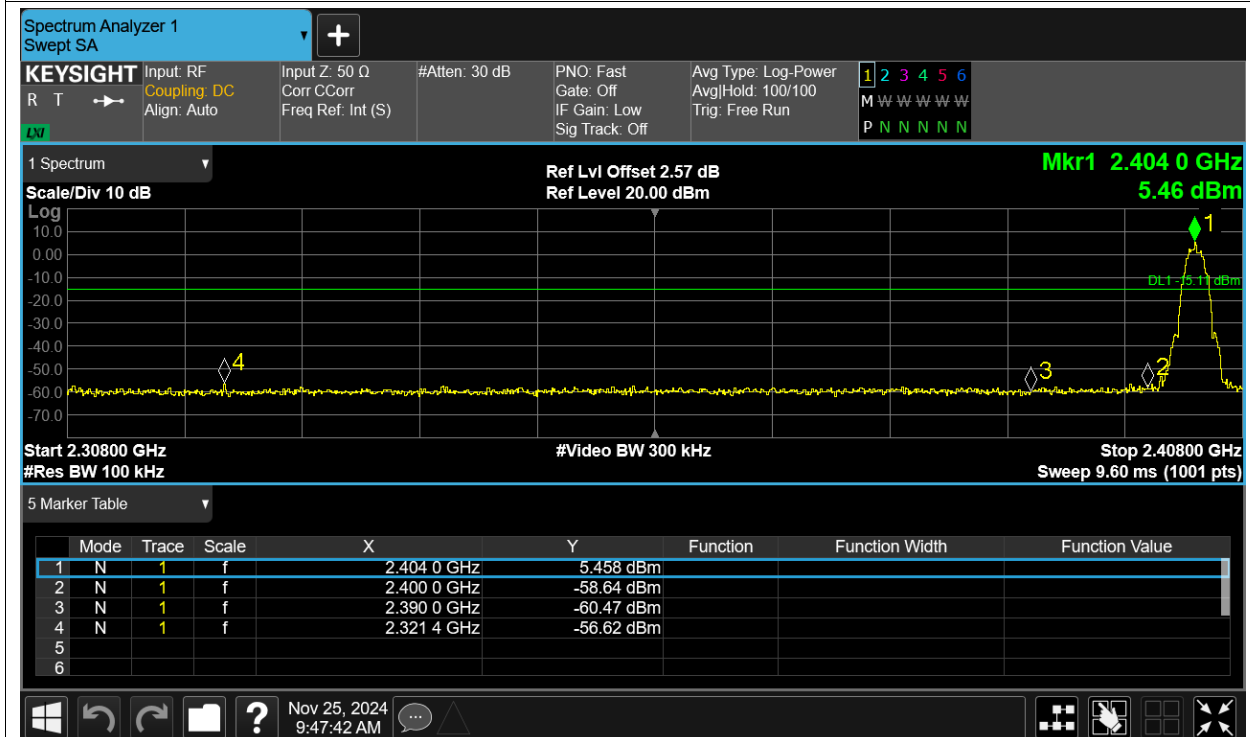 Spectrum Analyzer 1
Swept SA
+
KEYSIGHT
R T
LXI
Input: RF
Coupling: DC
Align: Auto
Input Z: 50 Ω
Corr CCorr
Freq Ref: Int (S)
#Atten: 30 dB
PNO: Fast
Gate: Off
IF Gain: Low
Sig Track: Off
Avg Type: Log-Power
Avg|Hold: 100/100
Trig: Free Run
1 2 3 4 5 6
M W W W W W
P N N N N N
1 Spectrum
Scale/Div 10 dB
Ref Lvl Offset 2.57 dB
Ref Level 20.00 dBm
Mkr1 2.404 0 GHz
5.46 dBm
Log
10.0
0.00
-10.0
-20.0
-30.0
-40.0
-50.0
-60.0
-70.0
1
DL1 -15.11 dBm
4
3
2
Start 2.30800 GHz
#Video BW 300 kHz
Stop 2.40800 GHz
#Res BW 100 kHz
Sweep 9.60 ms (1001 pts)
5 Marker Table
Mode Trace Scale X Y Function Function Width Function Value
1 N 1 f 2.404 0 GHz 5.458 dBm
2 N 1 f 2.400 0 GHz -58.64 dBm
3 N 1 f 2.390 0 GHz -60.47 dBm
4 N 1 f 2.321 4 GHz -56.62 dBm
5
6
?
Nov 25, 2024
9:47:42 AM